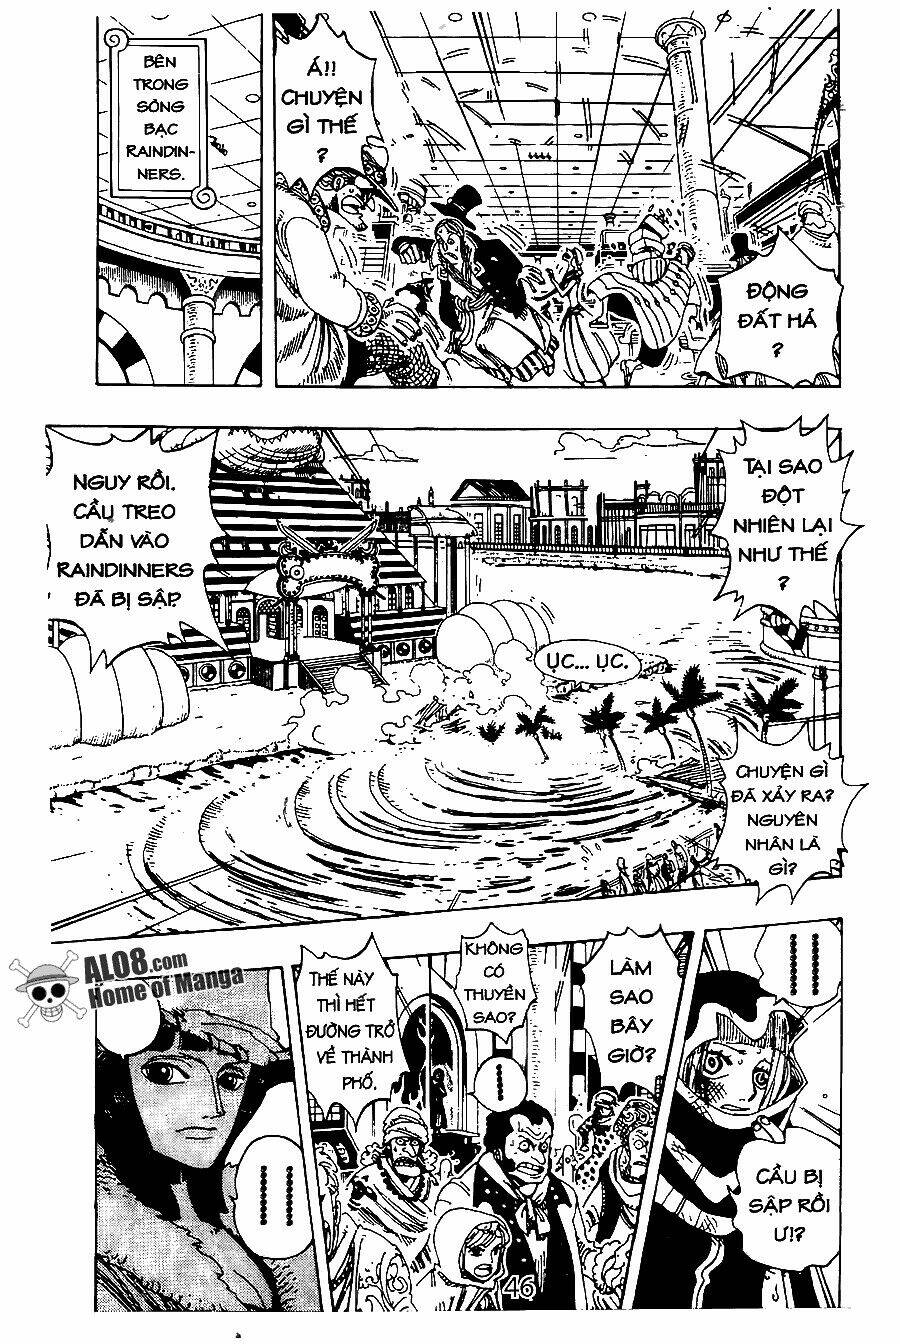 BÊN
TRONG
SÒNG
BẠC
RAINDIN-
NERS.
Á!!
CHUYỆN
GÌ THẾ
?
ĐỘNG
ĐẤT HẢ
?
NGUY RỒI.
CẦU TREO
DẪN VÀO
RAINDINNERS
ĐÃ BỊ SẬP.
TẠI SAO
ĐỘT
NHIÊN LẠI
NHƯ THẾ
?
ỤC... ỤC.
CHUYỆN GÌ
ĐÃ XẢY RA?
NGUYÊN
NHÂN LÀ
GÌ?
AL08.com
Home of Manga
THẾ NÀY
THÌ HẾT
ĐƯỜNG TRỞ
VỀ THÀNH
PHỐ.
KHÔNG
CÓ
THUYỀN
SAO?
LÀM
SAO
BÂY
GIỜ?
CẦU BỊ
SẬP RỒI
Ư!?
46